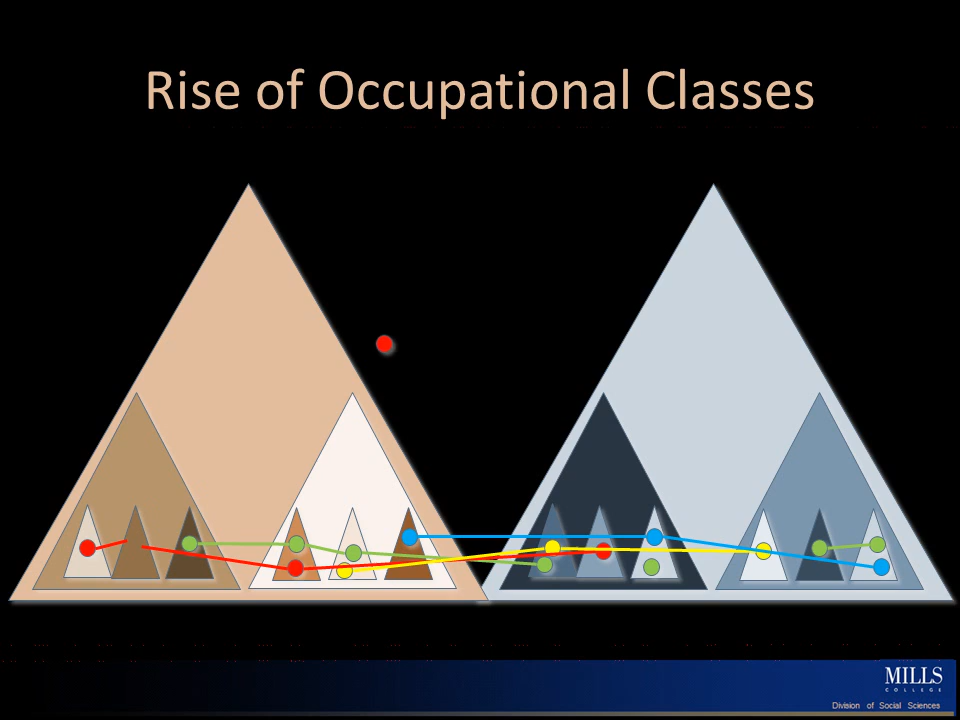 Rise of Occupational Classes
MILLS
COLLEGE
Division of Social Sciences